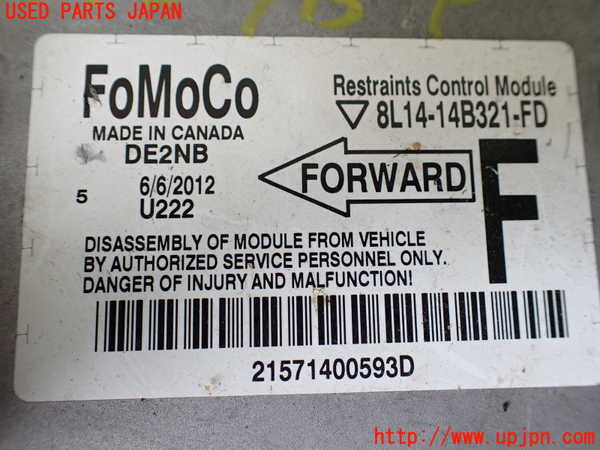 USED PARTS JAPAN
FoMoCo
MADE IN CANADA
DE2NB
5 6/6/2012
U222
Restraints Control Module
8L14-14B321-FD
FORWARD
F
DISASSEMBLY OF MODULE FROM VEHICLE
BY AUTHORIZED SERVICE PERSONNEL ONLY.
DANGER OF INJURY AND MALFUNCTION!
21571400593D
http://www.upjpn.com/